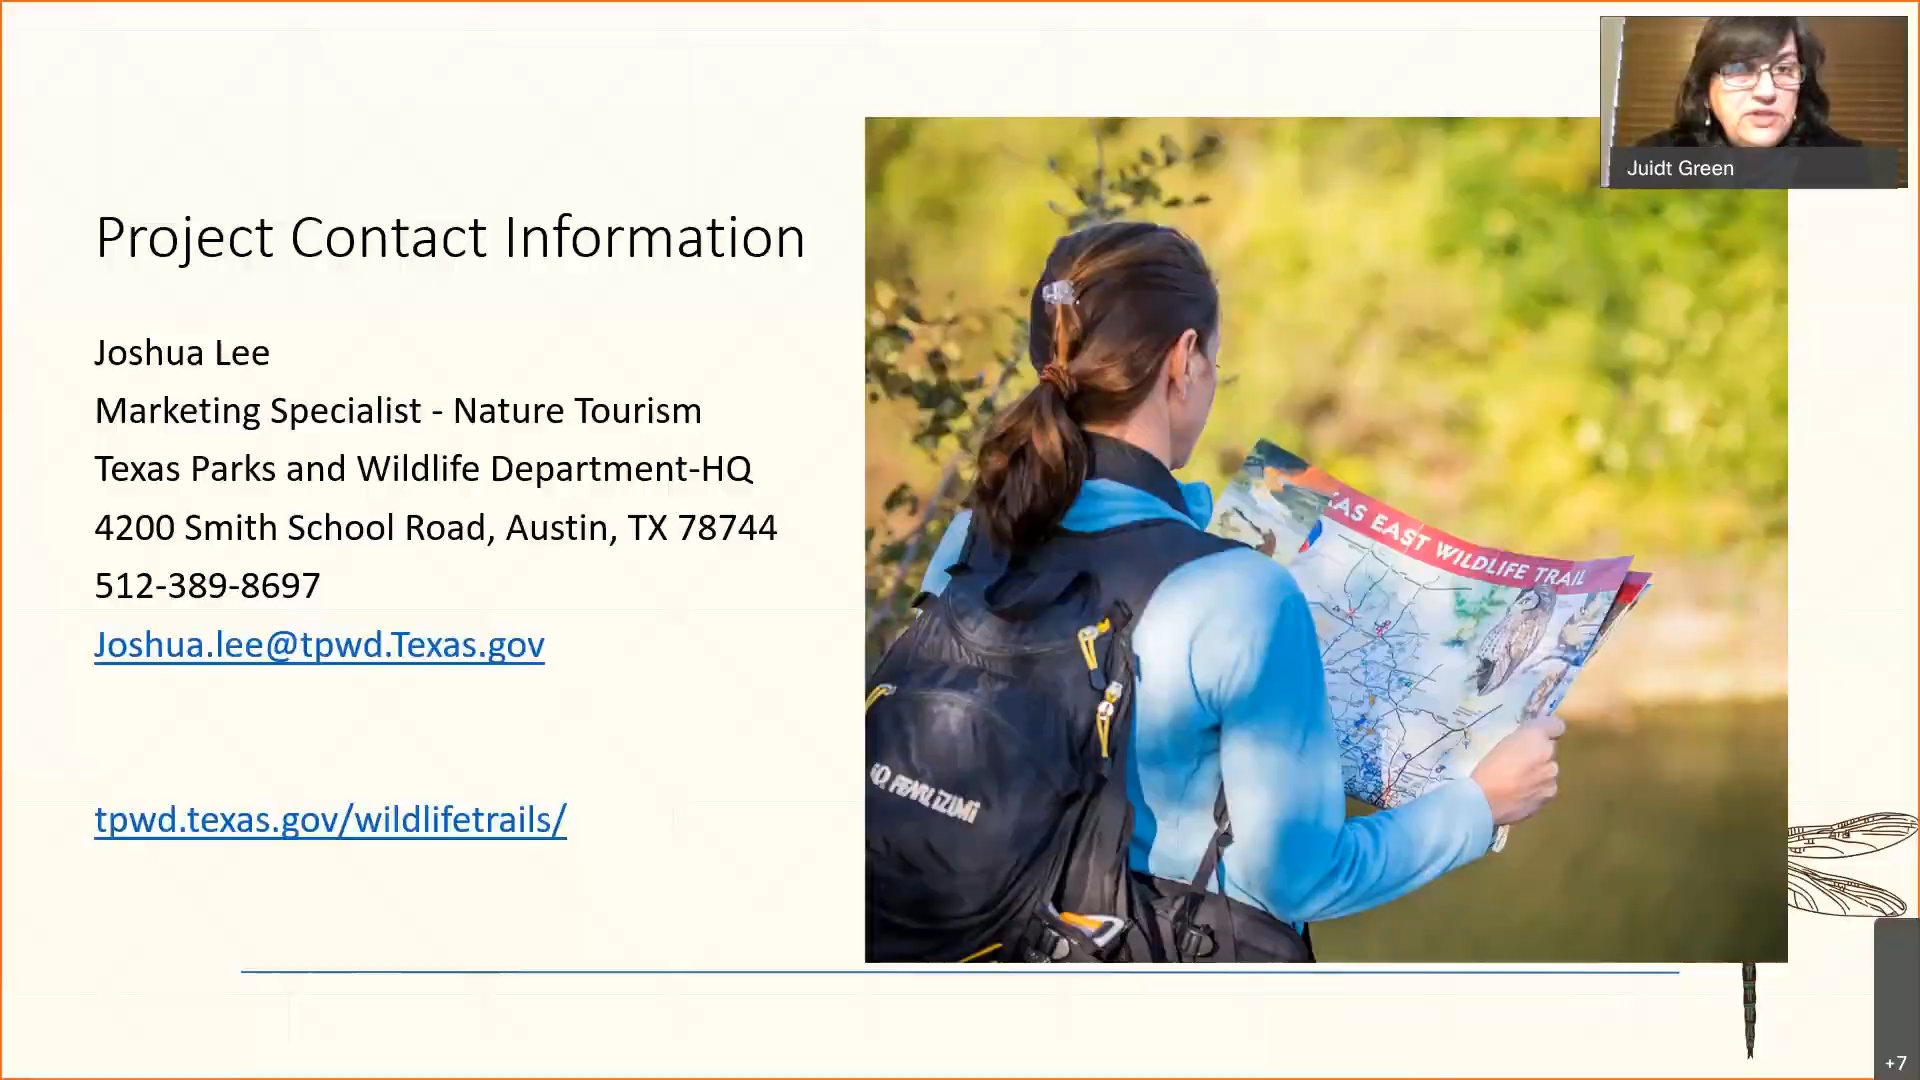 Juidt Green
Project Contact Information
Joshua Lee
Marketing Specialist - Nature Tourism
Texas Parks and Wildlife Department-HQ
4200 Smith School Road, Austin, TX 78744
512-389-8697
Joshua.lee@tpwd.Texas.gov
tpwd.texas.gov/wildlifetrails/
EAST WILDLIFE TRAIL
PEARL IZUMI
+7